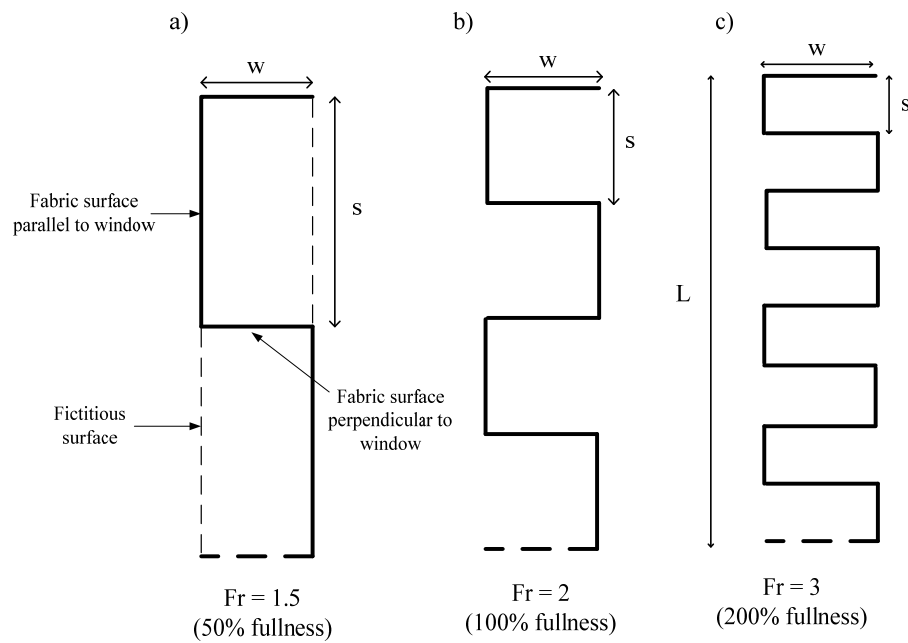 a)
w
s
Fabric surface
parallel to window
Fictitious
surface
Fabric surface
perpendicular to
window
Fr = 1.5
(50% fullness)
b)
w
s
Fr = 2
(100% fullness)
c)
w
s
L
Fr = 3
(200% fullness)